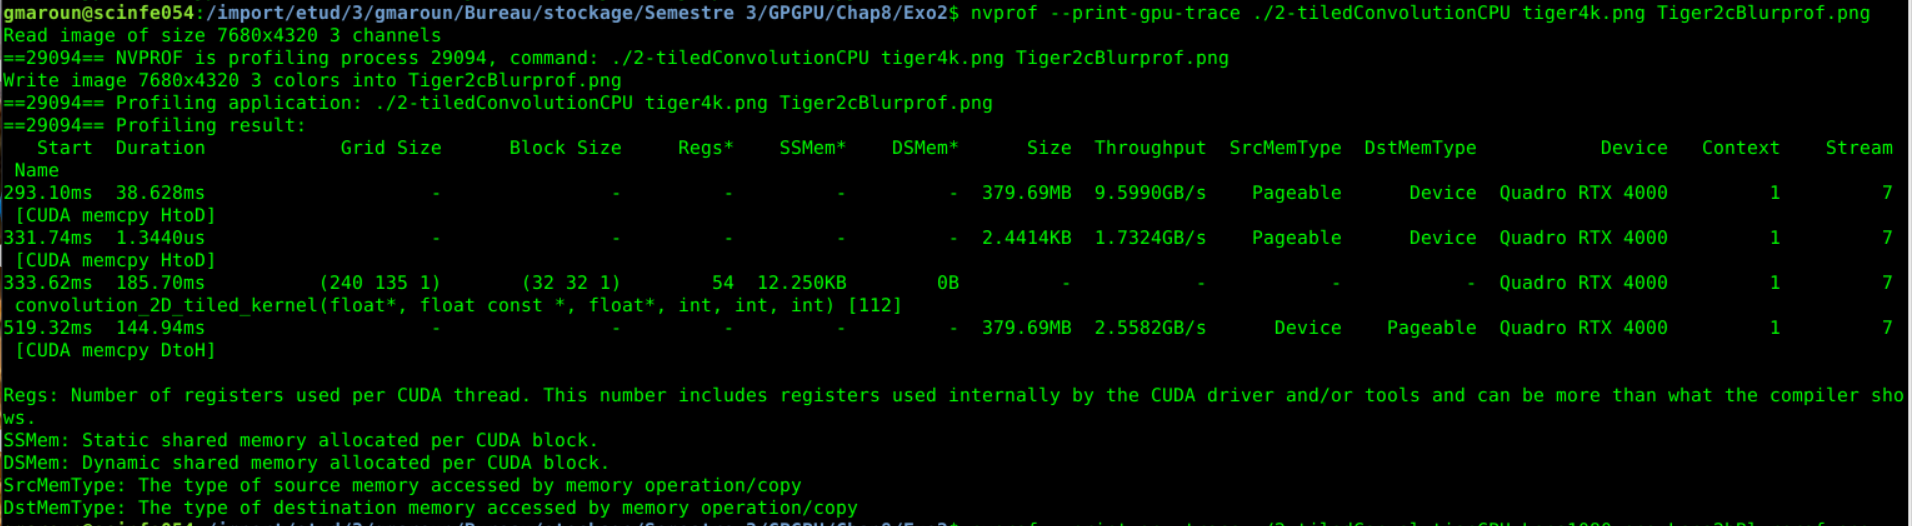 gmaroun@scinfe054:/import/etud/3/gmaroun/Bureau/stockage/Semestre 3/GPGPU/Chap8/Exo2$ nvprof --print-gpu-trace ./2-tiledConvolutionCPU tiger4k.png Tiger2cBlurprof.png
Read image of size 7680x4320 3 channels
==29094== NVPROF is profiling process 29094, command: ./2-tiledConvolutionCPU tiger4k.png Tiger2cBlurprof.png
Write image 7680x4320 3 colors into Tiger2cBlurprof.png
==29094== Profiling application: ./2-tiledConvolutionCPU tiger4k.png Tiger2cBlurprof.png
==29094== Profiling result:
   Start  Duration            Grid Size      Block Size     Regs*    SSMem*    DSMem*      Size  Throughput  SrcMemType  DstMemType           Device   Context    Stream
 Name
293.10ms  38.628ms                    -               -         -         -         -  379.69MB  9.5990GB/s    Pageable      Device  Quadro RTX 4000         1         7
 [CUDA memcpy HtoD]
331.74ms  1.3440us                    -               -         -         -         -  2.4414KB  1.7324GB/s    Pageable      Device  Quadro RTX 4000         1         7
 [CUDA memcpy HtoD]
333.62ms  185.70ms          (240 135 1)       (32 32 1)        54  12.250KB        0B         -           -           -           -  Quadro RTX 4000         1         7
 convolution_2D_tiled_kernel(float*, float const *, float*, int, int, int) [112]
519.32ms  144.94ms                    -               -         -         -         -  379.69MB  2.5582GB/s      Device    Pageable  Quadro RTX 4000         1         7
 [CUDA memcpy DtoH]
Regs: Number of registers used per CUDA thread. This number includes registers used internally by the CUDA driver and/or tools and can be more than what the compiler sho
ws.
SSMem: Static shared memory allocated per CUDA block.
DSMem: Dynamic shared memory allocated per CUDA block.
SrcMemType: The type of source memory accessed by memory operation/copy
DstMemType: The type of destination memory accessed by memory operation/copy